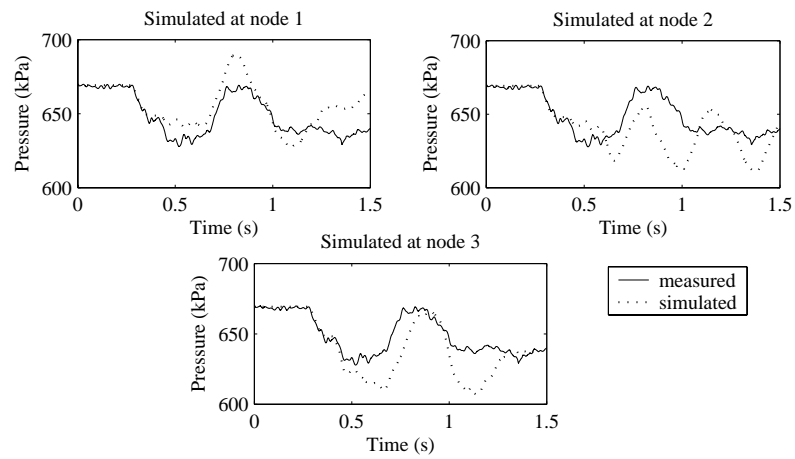 Simulated at node 1
700
650
600
Pressure (kPa)
0
0.5
1
1.5
Time (s)
Simulated at node 2
700
650
600
Pressure (kPa)
0
0.5
1
1.5
Time (s)
Simulated at node 3
700
650
600
Pressure (kPa)
0
0.5
1
1.5
Time (s)
measured
simulated